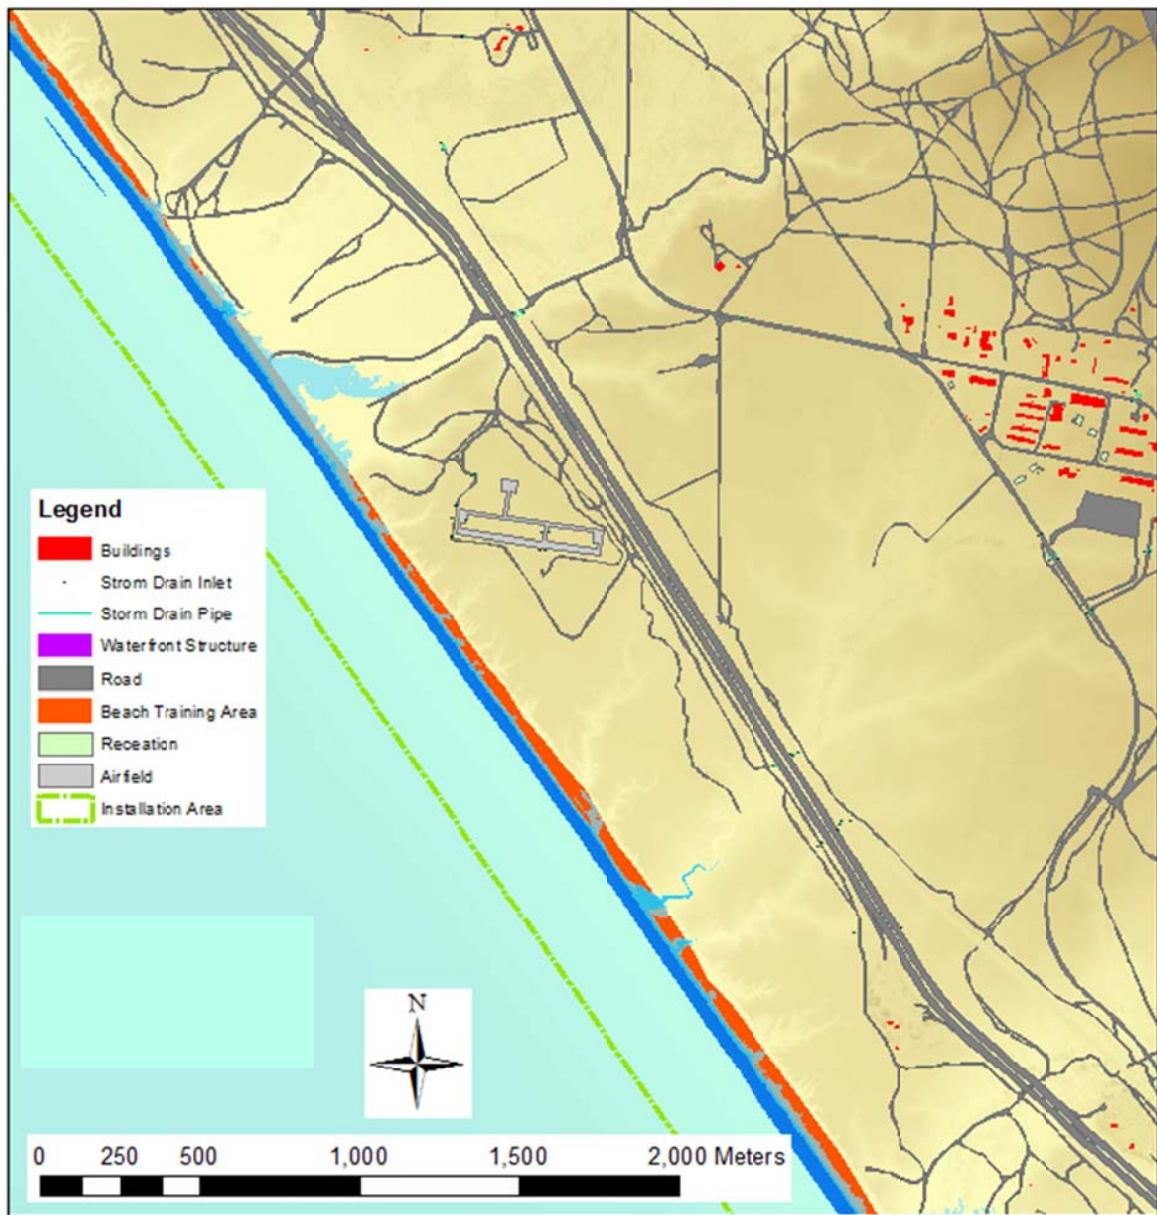 Legend
Buildings
Strom Drain Inlet
Storm Drain Pipe
Waterfront Structure
Road
Beach Training Area
Receation
Airfield
Installation Area
N
0 250 500 1,000 1,500 2,000 Meters